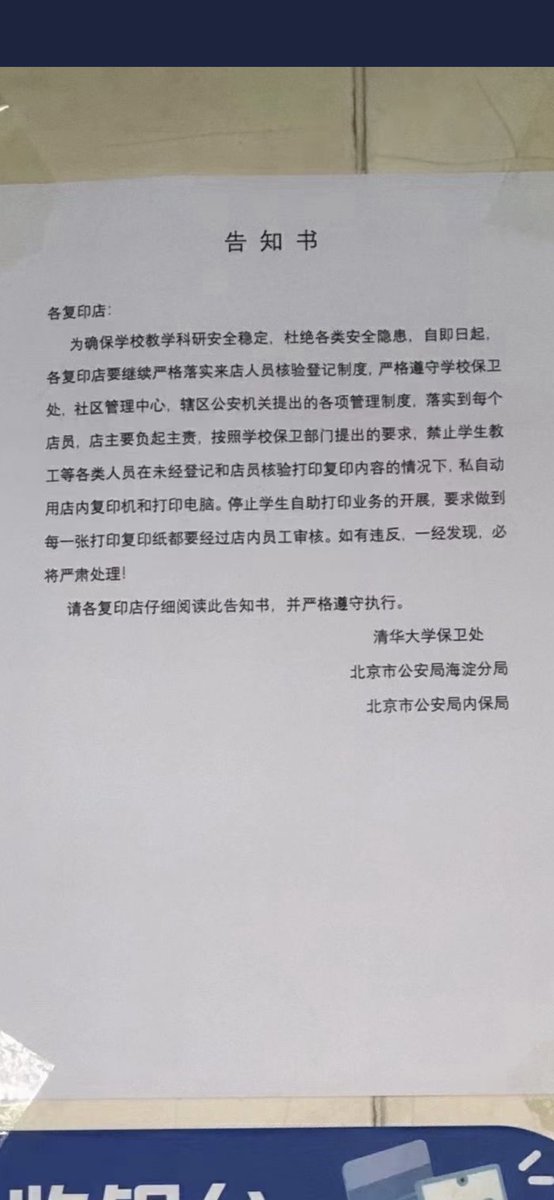 告知书
各复印店：
为确保学校教学科研安全稳定，杜绝各类安全隐患，自即日起，
各复印店要继续严格落实来店人员核验登记制度，严格遵守学校保卫
处，社区管理中心，辖区公安机关提出的各项管理制度，落实到每个
店员，店主要负起主责，按照学校保卫部门提出的要求，禁止学生教
工等各类人员在未经登记和店员核验打印复印内容的情况下，私自动
用店内复印机和打印电脑。停止学生自助打印业务的开展，要求做到
每一张打印复印纸都要经过店内员工审核。如有违反，一经发现，必
将严肃处理！
请各复印店仔细阅读此告知书，并严格遵守执行。
清华大学保卫处
北京市公安局海淀分局
北京市公安局内保局